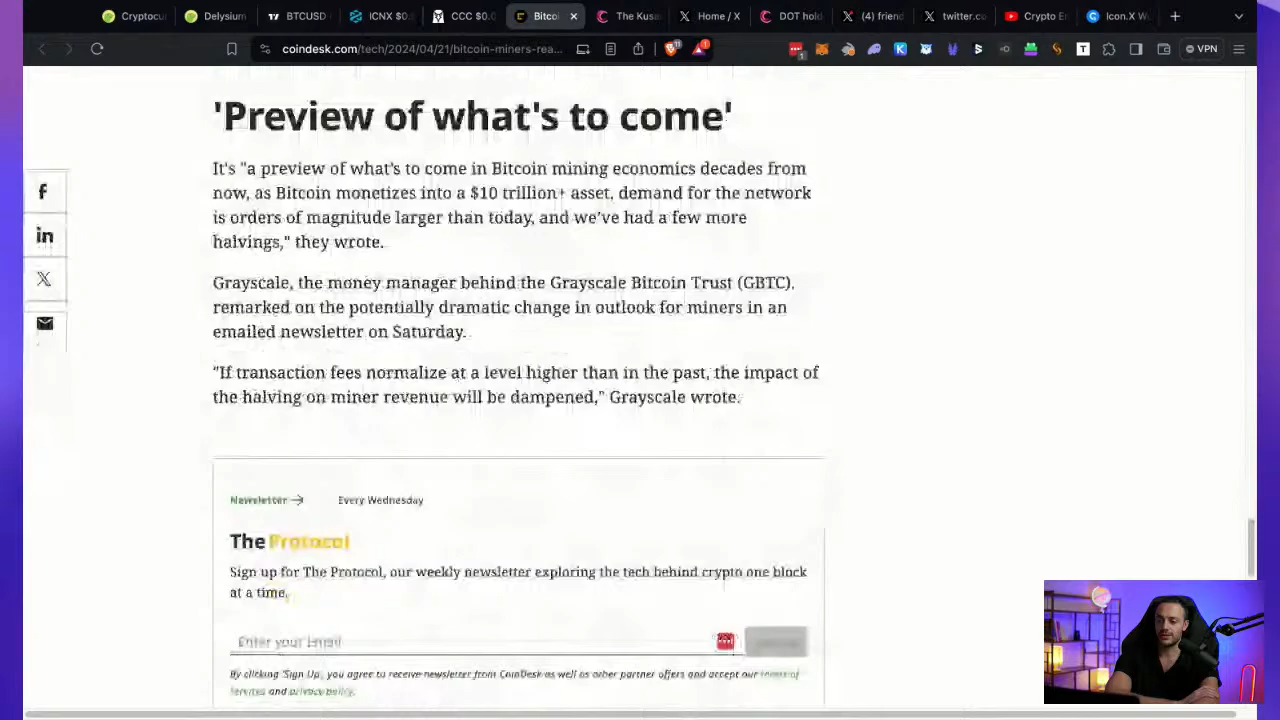 Cryptocu
Delysium
BTCUSD
ICNX $0.
CCC $0.0
Bitcoi
The Kusa
Home / X
DOT hold
(4) friend
twitter.co
Crypto E
Icon.X W
coindesk.com/tech/2024/04/21/bitcoin-miners-rea...
VPN
'Preview of what's to come'
It's "a preview of what's to come in Bitcoin mining economics decades from
now, as Bitcoin monetizes into a $10 trillion+ asset, demand for the network
is orders of magnitude larger than today, and we've had a few more
halvings," they wrote.
Grayscale, the money manager behind the Grayscale Bitcoin Trust (GBTC),
remarked on the potentially dramatic change in outlook for miners in an
emailed newsletter on Saturday.
"If transaction fees normalize at a level higher than in the past, the impact of
the halving on miner revenue will be dampened," Grayscale wrote.
Newsletter → Every Wednesday
The Protocol
Sign up for The Protocol, our weekly newsletter exploring the tech behind crypto one block
at a time.
Enter your Email
By clicking 'Sign Up', you agree to receive newsletter from CoinDesk as well as other partner offers and accept our terms of
services and privacy policy.